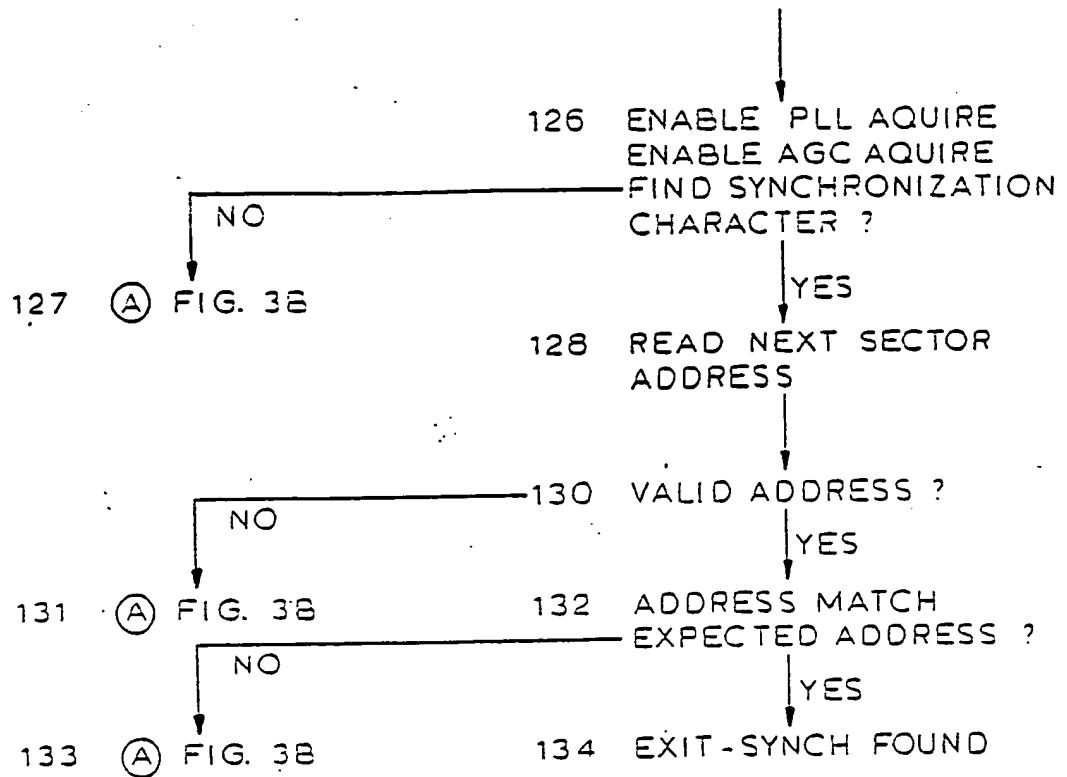 126 ENABLE PLL AQUIRE
ENABLE AGC AQUIRE
FIND SYNCHRONIZATION
CHARACTER ?
NO
YES
127 Ⓐ FIG. 3B
128 READ NEXT SECTOR
ADDRESS
130 VALID ADDRESS ?
NO
YES
131 Ⓐ FIG. 3B
132 ADDRESS MATCH
EXPECTED ADDRESS ?
NO
YES
133 Ⓐ FIG. 3B
134 EXIT-SYNCH FOUND